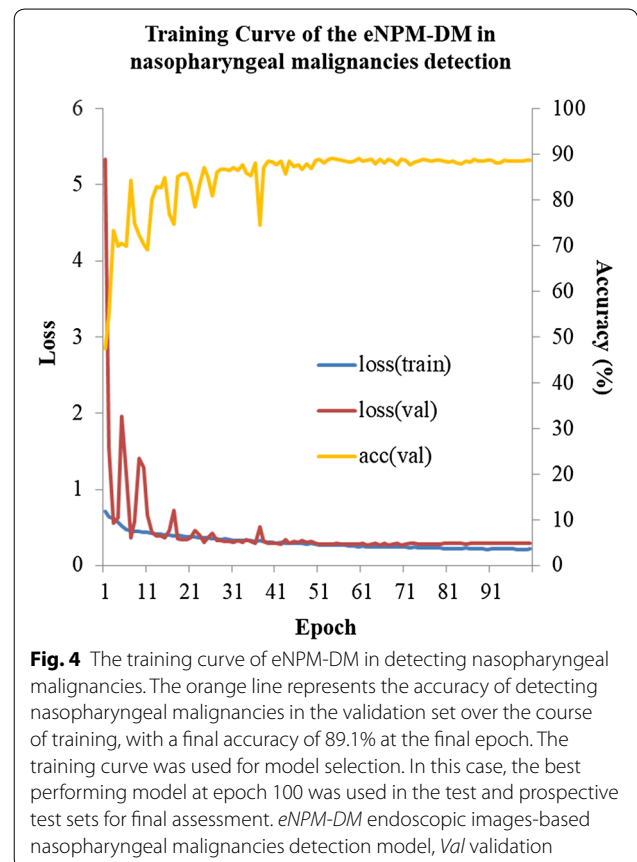 Training Curve of the eNPM-DM in
nasopharyngeal malignancies detection
6
5
4
3
2
1
0
Loss
100
90
80
70
60
50
40
30
20
10
0
Accuracy (%)
loss(train)
loss(val)
acc(val)
1 11 21 31 41 51 61 71 81 91
Epoch
Fig. 4 The training curve of eNPM-DM in detecting nasopharyngeal
malignancies. The orange line represents the accuracy of detecting
nasopharyngeal malignancies in the validation set over the course
of training, with a final accuracy of 89.1% at the final epoch. The
training curve was used for model selection. In this case, the best
performing model at epoch 100 was used in the test and prospective
test sets for final assessment. eNPM-DM endoscopic images-based
nasopharyngeal malignancies detection model, Val validation